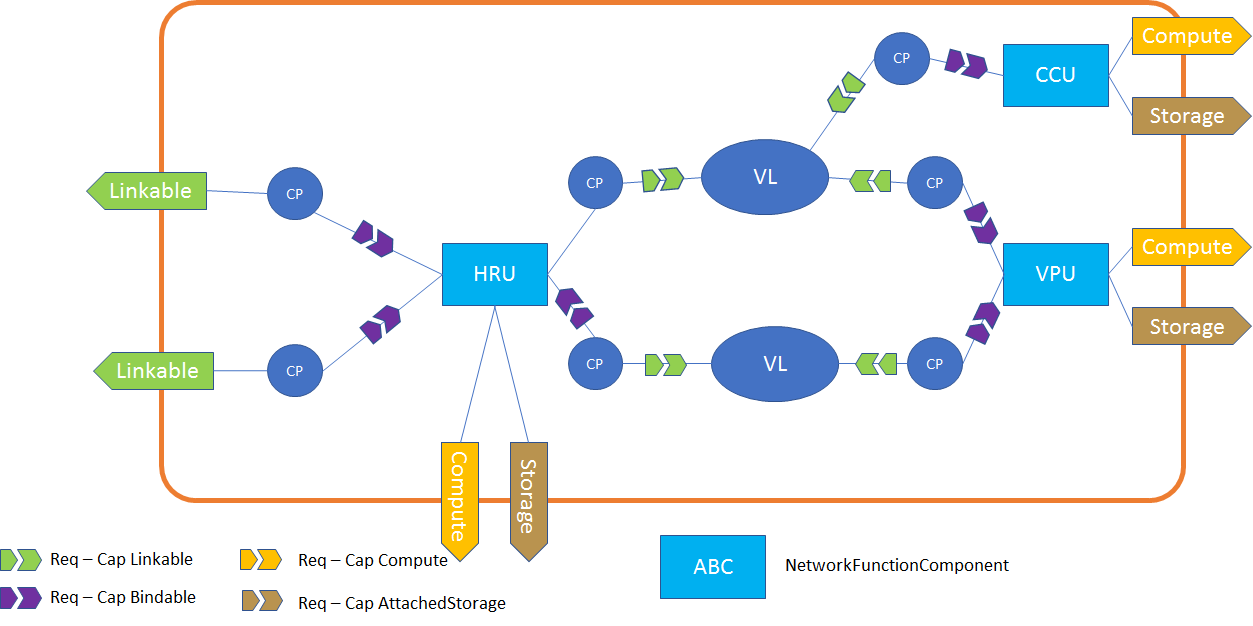 Compute
CP
CCU
Storage
Linkable
CP
CP
VL
CP
HRU
VPU
Compute
Storage
Linkable
CP
CP
VL
CP
Compute
Storage
Req – Cap Linkable
Req – Cap Compute
Req – Cap Bindable
Req – Cap AttachedStorage
ABC
NetworkFunctionComponent